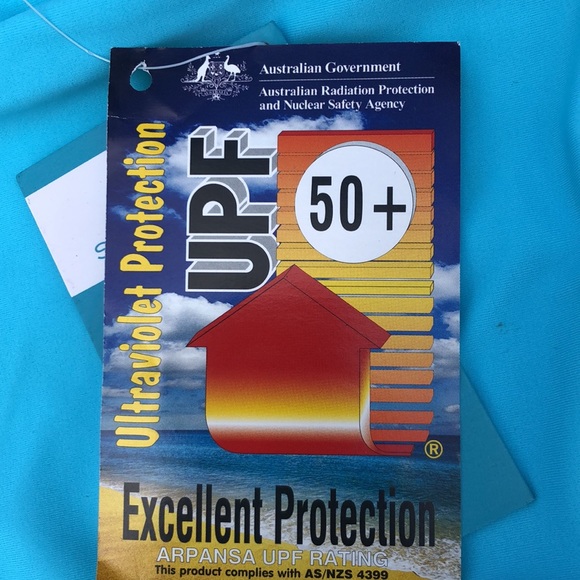 Australian Government
Australian Radiation Protection
and Nuclear Safety Agency
Ultraviolet Protection
UPF
50+
®
Excellent Protection
ARPANSA UPF RATING
This product complies with AS/NZS 4399